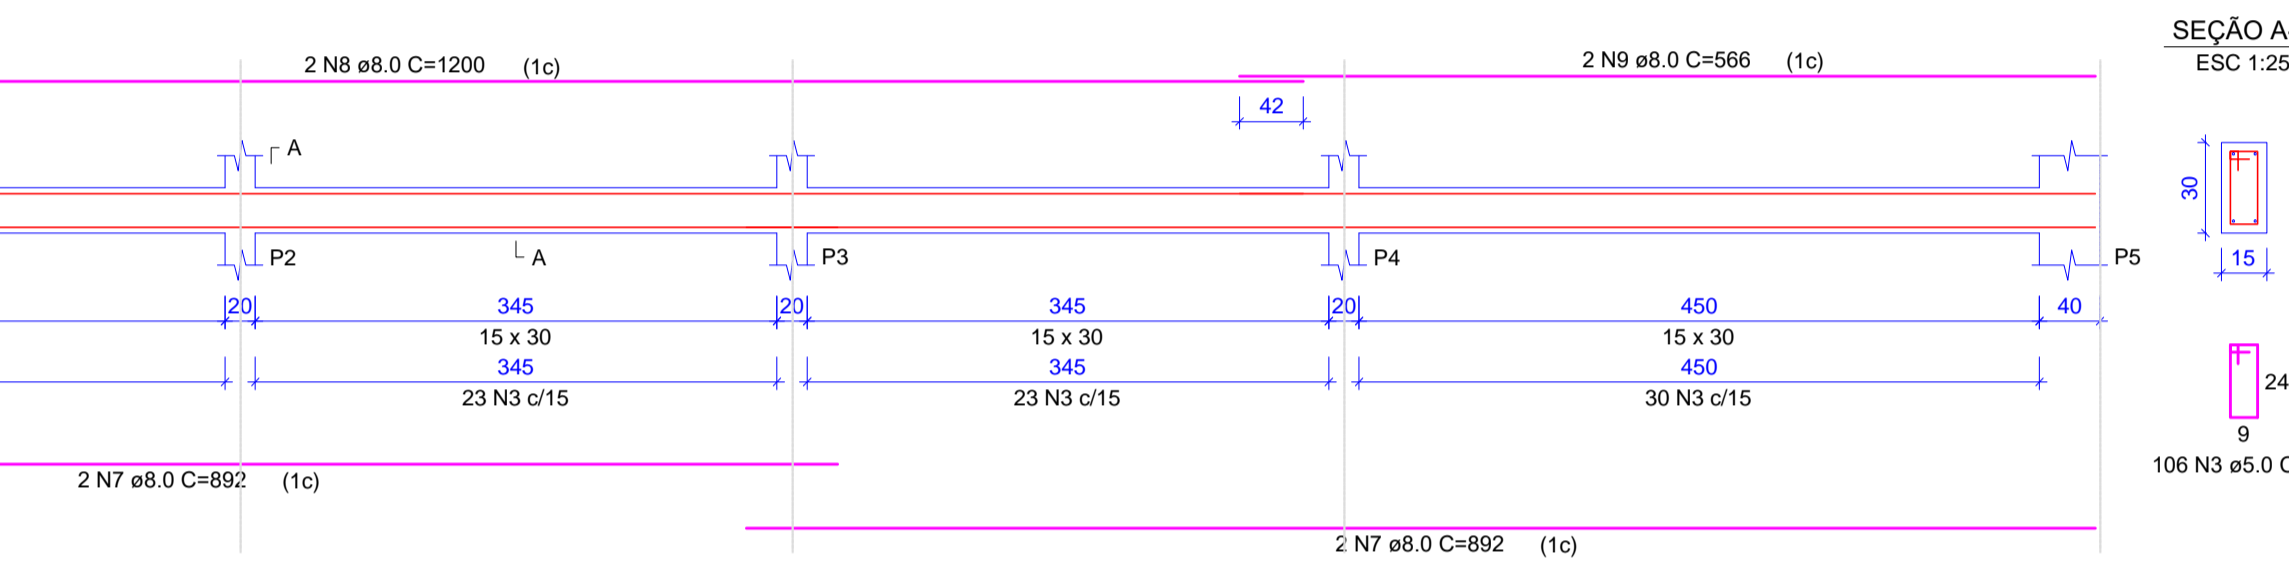 SEÇÃO A-
ESC 1:25
2 N8 ø8.0 C=1200 (1c)
2 N9 ø8.0 C=566 (1c)
42
A
30
15
P2
A
P3
P4
P5
20
345
20
345
20
450
40
15 x 30
15 x 30
15 x 30
345
345
450
23 N3 c/15
23 N3 c/15
30 N3 c/15
24
9
106 N3 ø5.0 C
2 N7 ø8.0 C=892 (1c)
2 N7 ø8.0 C=892 (1c)